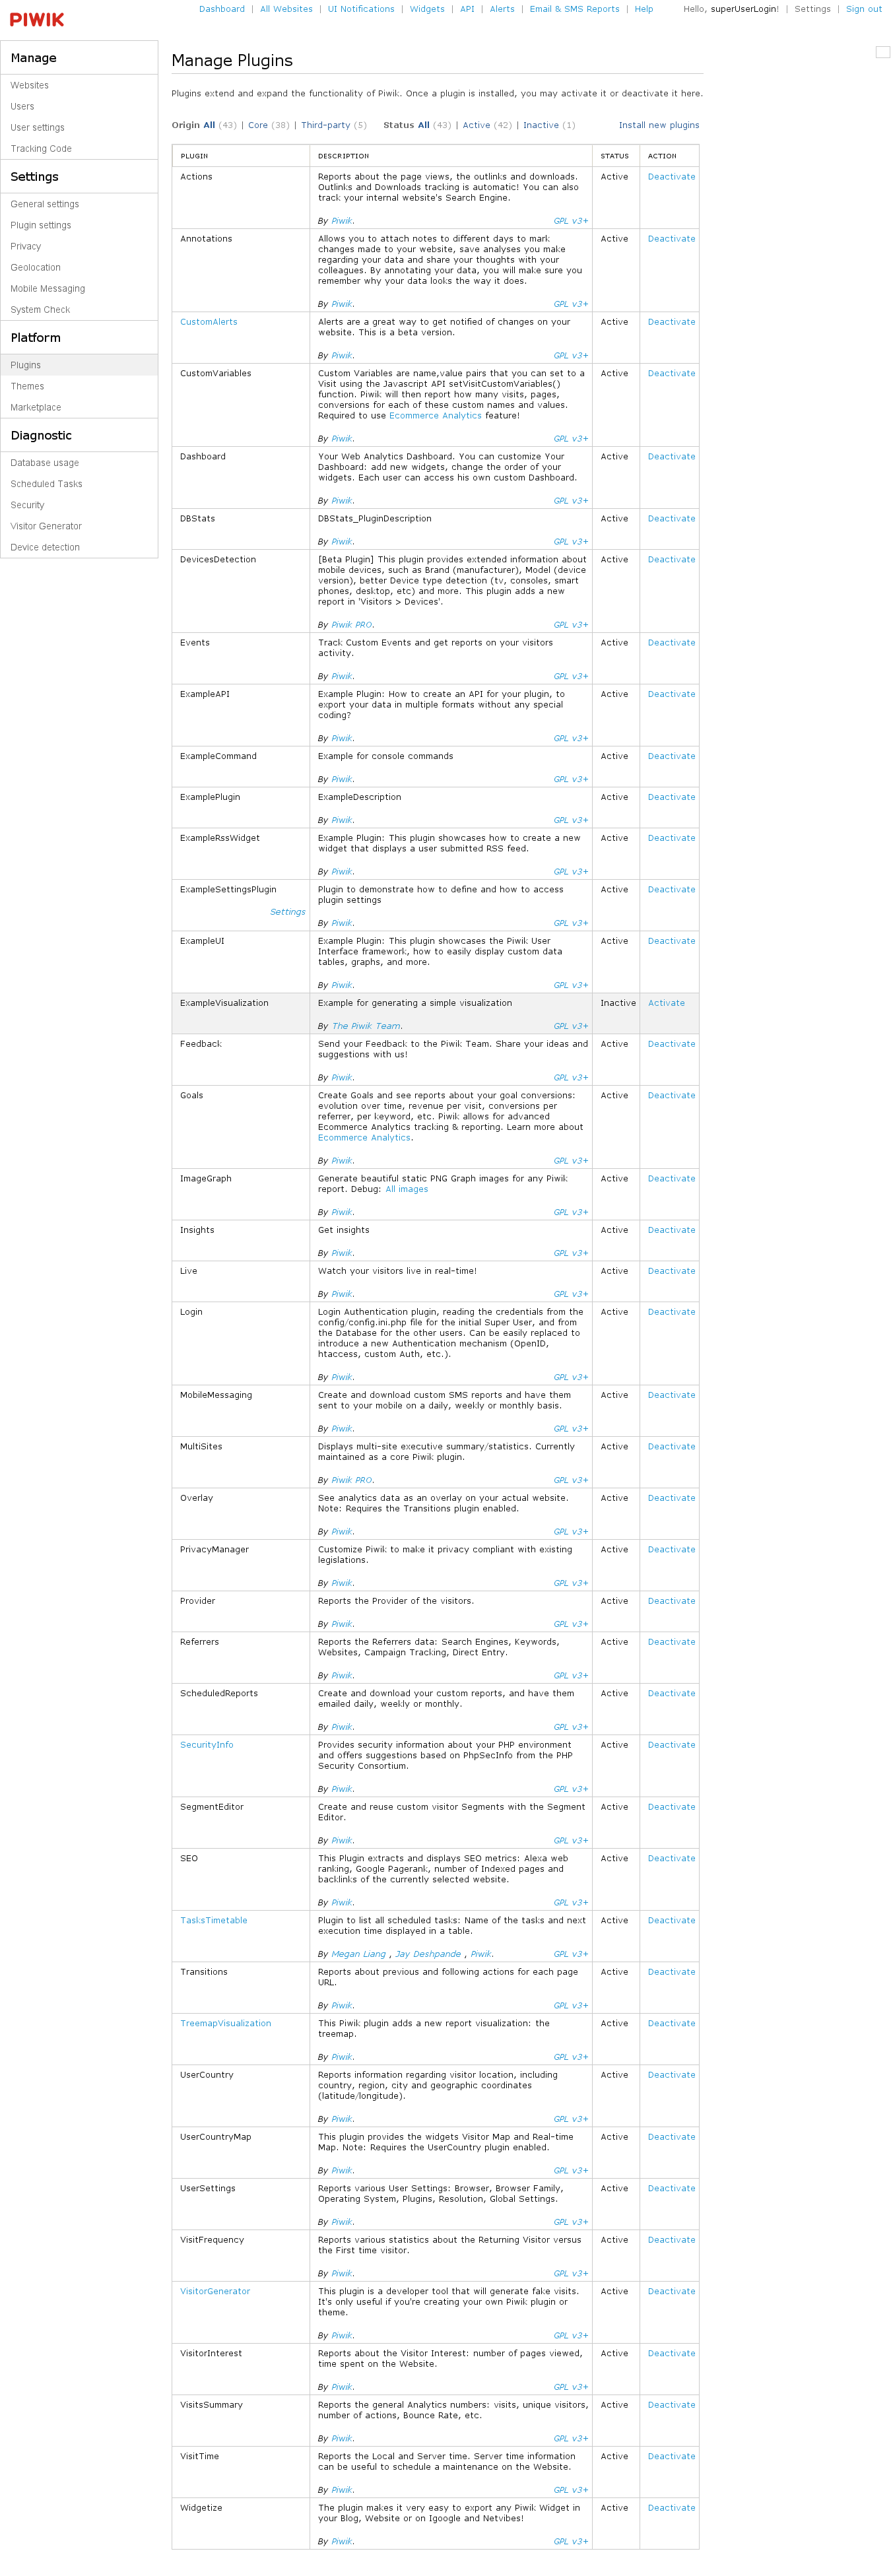 PIWIK
Dashboard | All Websites | UI Notifications | Widgets | API | Alerts | Email & SMS Reports | Help Hello, superUserLogin! | Settings | Sign out
Manage
Websites
Users
User settings
Tracking Code
Settings
General settings
Plugin settings
Privacy
Geolocation
Mobile Messaging
System Check
Platform
Plugins
Themes
Marketplace
Diagnostic
Database usage
Scheduled Tasks
Security
Visitor Generator
Device detection
Manage Plugins
Plugins extend and expand the functionality of Piwik. Once a plugin is installed, you may activate it or deactivate it here.
Origin All (43) | Core (38) | Third-party (5) Status All (43) | Active (42) | Inactive (1) Install new plugins
PLUGIN DESCRIPTION STATUS ACTION
Actions Reports about the page views, the outlinks and downloads. Active Deactivate
Outlinks and Downloads tracking is automatic! You can also
track your internal website's Search Engine.
By Piwik. GPL v3+
Annotations Allows you to attach notes to different days to mark Active Deactivate
changes made to your website, save analyses you make
regarding your data and share your thoughts with your
colleagues. By annotating your data, you will make sure you
remember why your data looks the way it does.
By Piwik. GPL v3+
CustomAlerts Alerts are a great way to get notified of changes on your Active Deactivate
website. This is a beta version.
By Piwik. GPL v3+
CustomVariables Custom Variables are name,value pairs that you can set to a Active Deactivate
Visit using the Javascript API setVisitCustomVariables()
function. Piwik will then report how many visits, pages,
conversions for each of these custom names and values.
Required to use Ecommerce Analytics feature!
By Piwik. GPL v3+
Dashboard Your Web Analytics Dashboard. You can customize Your Active Deactivate
Dashboard: add new widgets, change the order of your
widgets. Each user can access his own custom Dashboard.
By Piwik. GPL v3+
DBStats DBStats_PluginDescription Active Deactivate
By Piwik. GPL v3+
DevicesDetection [Beta Plugin] This plugin provides extended information about Active Deactivate
mobile devices, such as Brand (manufacturer), Model (device
version), better Device type detection (tv, consoles, smart
phones, desktop, etc) and more. This plugin adds a new
report in 'Visitors > Devices'.
By Piwik PRO. GPL v3+
Events Track Custom Events and get reports on your visitors Active Deactivate
activity.
By Piwik. GPL v3+
ExampleAPI Example Plugin: How to create an API for your plugin, to Active Deactivate
export your data in multiple formats without any special
coding?
By Piwik. GPL v3+
ExampleCommand Example for console commands Active Deactivate
By Piwik. GPL v3+
ExamplePlugin ExampleDescription Active Deactivate
By Piwik. GPL v3+
ExampleRssWidget Example Plugin: This plugin showcases how to create a new Active Deactivate
widget that displays a user submitted RSS feed.
By Piwik. GPL v3+
ExampleSettingsPlugin Plugin to demonstrate how to define and how to access Active Deactivate
plugin settings
Settings
By Piwik. GPL v3+
ExampleUI Example Plugin: This plugin showcases the Piwik User Active Deactivate
Interface framework, how to easily display custom data
tables, graphs, and more.
By Piwik. GPL v3+
ExampleVisualization Example for generating a simple visualization Inactive Activate
By The Piwik Team. GPL v3+
Feedback Send your Feedback to the Piwik Team. Share your ideas and Active Deactivate
suggestions with us!
By Piwik. GPL v3+
Goals Create Goals and see reports about your goal conversions: Active Deactivate
evolution over time, revenue per visit, conversions per
referrer, per keyword, etc. Piwik allows for advanced
Ecommerce Analytics tracking & reporting. Learn more about
Ecommerce Analytics.
By Piwik. GPL v3+
ImageGraph Generate beautiful static PNG Graph images for any Piwik Active Deactivate
report. Debug: All images
By Piwik. GPL v3+
Insights Get insights Active Deactivate
By Piwik. GPL v3+
Live Watch your visitors live in real-time! Active Deactivate
By Piwik. GPL v3+
Login Login Authentication plugin, reading the credentials from the Active Deactivate
config/config.ini.php file for the initial Super User, and from
the Database for the other users. Can be easily replaced to
introduce a new Authentication mechanism (OpenID,
htaccess, custom Auth, etc.).
By Piwik. GPL v3+
MobileMessaging Create and download custom SMS reports and have them Active Deactivate
sent to your mobile on a daily, weekly or monthly basis.
By Piwik. GPL v3+
MultiSites Displays multi-site executive summary/statistics. Currently Active Deactivate
maintained as a core Piwik plugin.
By Piwik PRO. GPL v3+
Overlay See analytics data as an overlay on your actual website. Active Deactivate
Note: Requires the Transitions plugin enabled.
By Piwik. GPL v3+
PrivacyManager Customize Piwik to make it privacy compliant with existing Active Deactivate
legislations.
By Piwik. GPL v3+
Provider Reports the Provider of the visitors. Active Deactivate
By Piwik. GPL v3+
Referrers Reports the Referrers data: Search Engines, Keywords, Active Deactivate
Websites, Campaign Tracking, Direct Entry.
By Piwik. GPL v3+
ScheduledReports Create and download your custom reports, and have them Active Deactivate
emailed daily, weekly or monthly.
By Piwik. GPL v3+
SecurityInfo Provides security information about your PHP environment Active Deactivate
and offers suggestions based on PhpSecInfo from the PHP
Security Consortium.
By Piwik. GPL v3+
SegmentEditor Create and reuse custom visitor Segments with the Segment Active Deactivate
Editor.
By Piwik. GPL v3+
SEO This Plugin extracts and displays SEO metrics: Alexa web Active Deactivate
ranking, Google Pagerank, number of Indexed pages and
backlinks of the currently selected website.
By Piwik. GPL v3+
TasksTimetable Plugin to list all scheduled tasks: Name of the tasks and next Active Deactivate
execution time displayed in a table.
By Megan Liang , Jay Deshpande , Piwik. GPL v3+
Transitions Reports about previous and following actions for each page Active Deactivate
URL.
By Piwik. GPL v3+
TreemapVisualization This Piwik plugin adds a new report visualization: the Active Deactivate
treemap.
By Piwik. GPL v3+
UserCountry Reports information regarding visitor location, including Active Deactivate
country, region, city and geographic coordinates
(latitude/longitude).
By Piwik. GPL v3+
UserCountryMap This plugin provides the widgets Visitor Map and Real-time Active Deactivate
Map. Note: Requires the UserCountry plugin enabled.
By Piwik. GPL v3+
UserSettings Reports various User Settings: Browser, Browser Family, Active Deactivate
Operating System, Plugins, Resolution, Global Settings.
By Piwik. GPL v3+
VisitFrequency Reports various statistics about the Returning Visitor versus Active Deactivate
the First time visitor.
By Piwik. GPL v3+
VisitorGenerator This plugin is a developer tool that will generate fake visits. Active Deactivate
It's only useful if you're creating your own Piwik plugin or
theme.
By Piwik. GPL v3+
VisitorInterest Reports about the Visitor Interest: number of pages viewed, Active Deactivate
time spent on the Website.
By Piwik. GPL v3+
VisitsSummary Reports the general Analytics numbers: visits, unique visitors, Active Deactivate
number of actions, Bounce Rate, etc.
By Piwik. GPL v3+
VisitTime Reports the Local and Server time. Server time information Active Deactivate
can be useful to schedule a maintenance on the Website.
By Piwik. GPL v3+
Widgetize The plugin makes it very easy to export any Piwik Widget in Active Deactivate
your Blog, Website or on Igoogle and Netvibes!
By Piwik. GPL v3+